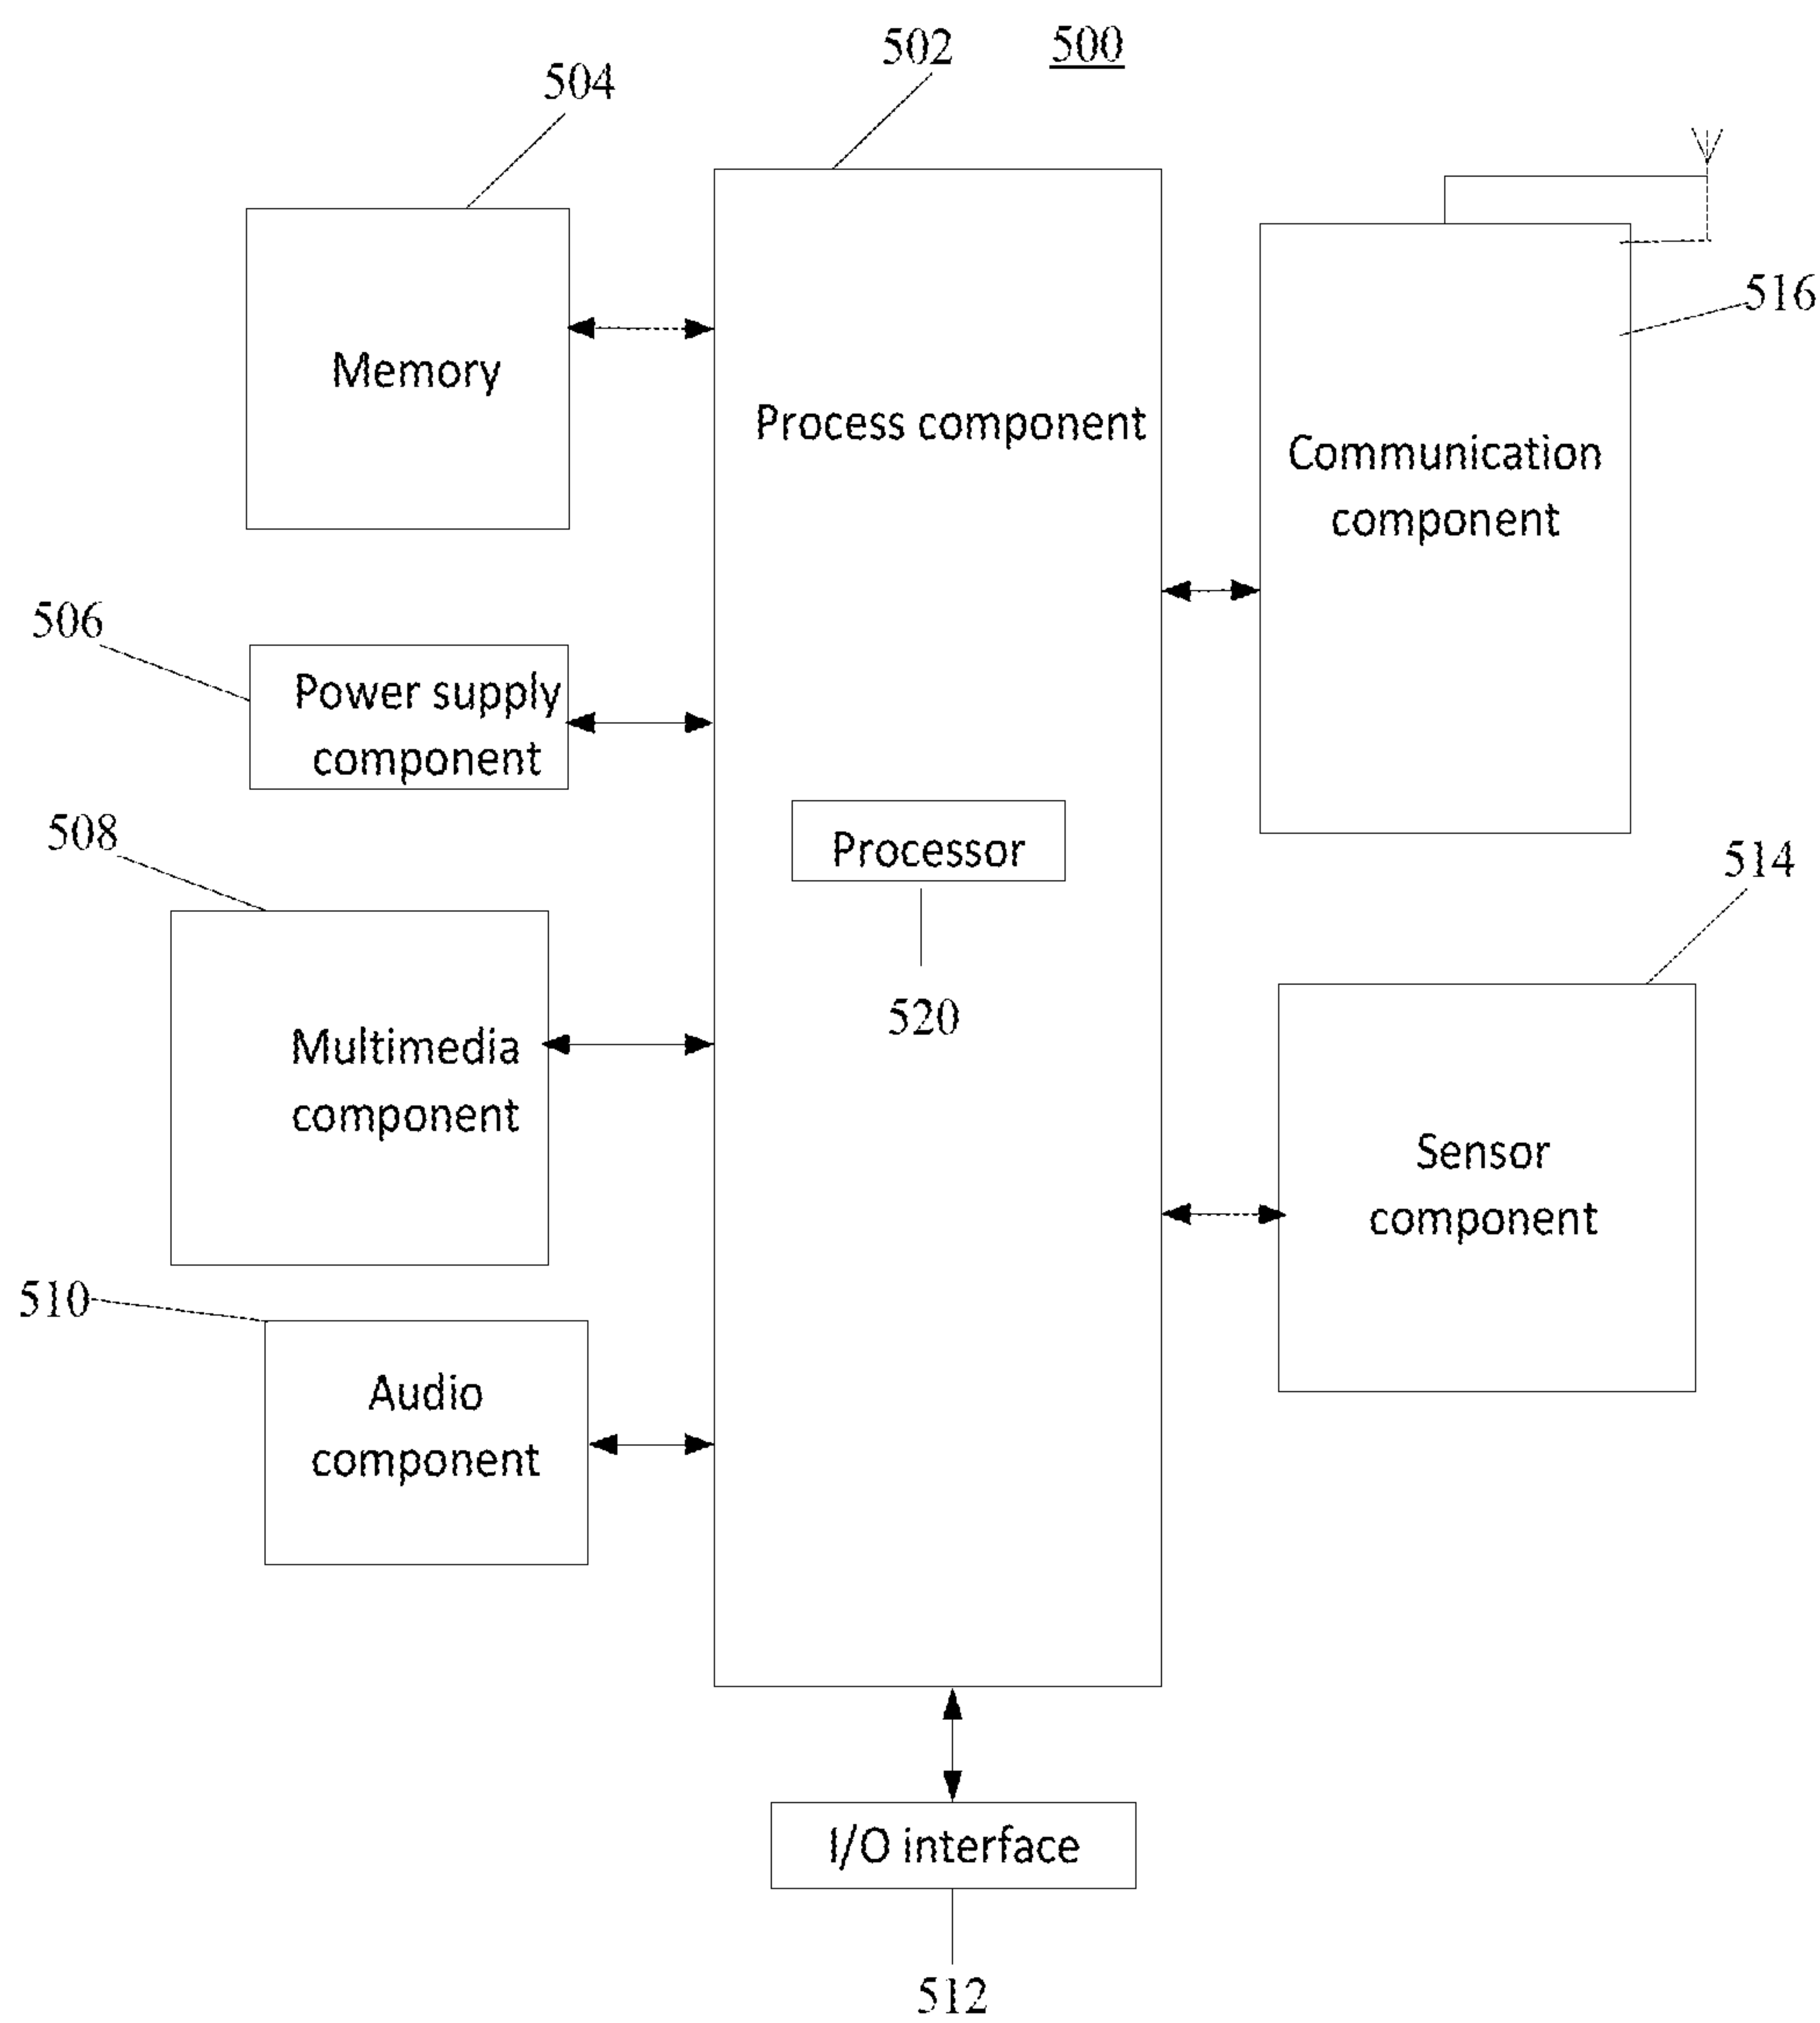 502
500
504
Memory
Process component
Communication
component
516
506
Power supply
component
508
Processor
514
520
Multimedia
component
Sensor
component
510
Audio
component
I/O interface
512